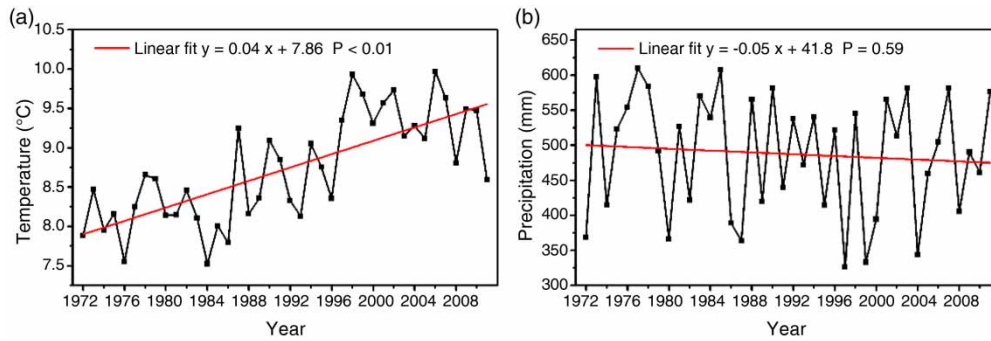 (a)
Linear fit y = 0.04 x + 7.86  P < 0.01
Temperature (°C)
10.5
10.0
9.5
9.0
8.5
8.0
7.5
1972 1976 1980 1984 1988 1992 1996 2000 2004 2008
Year
(b)
Linear fit y = -0.05 x + 41.8  P = 0.59
Precipitation (mm)
650
600
550
500
450
400
350
300
1972 1976 1980 1984 1988 1992 1996 2000 2004 2008
Year